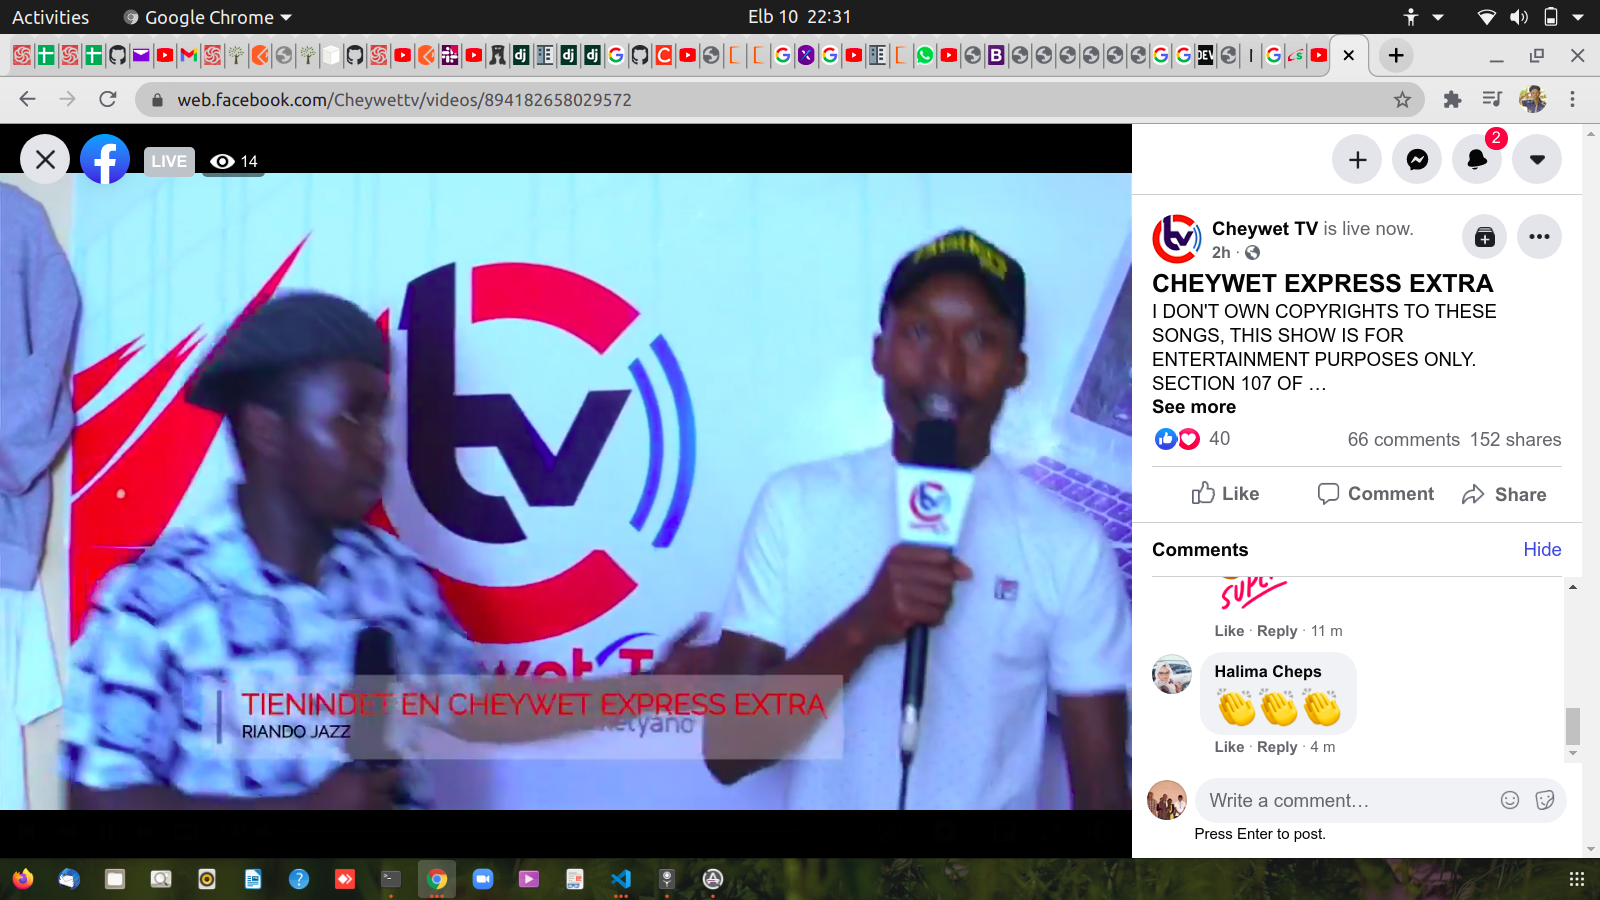 Activities
Google Chrome
Elb 10 22:31
web.facebook.com/Cheywettv/videos/894182658029572
LIVE
14
2
Cheywet TV is live now.
2h
CHEYWET EXPRESS EXTRA
I DON'T OWN COPYRIGHTS TO THESE
SONGS, THIS SHOW IS FOR
ENTERTAINMENT PURPOSES ONLY.
SECTION 107 OF …
See more
40
66 comments 152 shares
Like
Comment
Share
Comments
Hide
SUPER
Like · Reply · 11 m
Halima Cheps
Like · Reply · 4 m
Write a comment…
Press Enter to post.
tv
TIENINDET EN CHEYWET EXPRESS EXTRA
RIANDO JAZZ